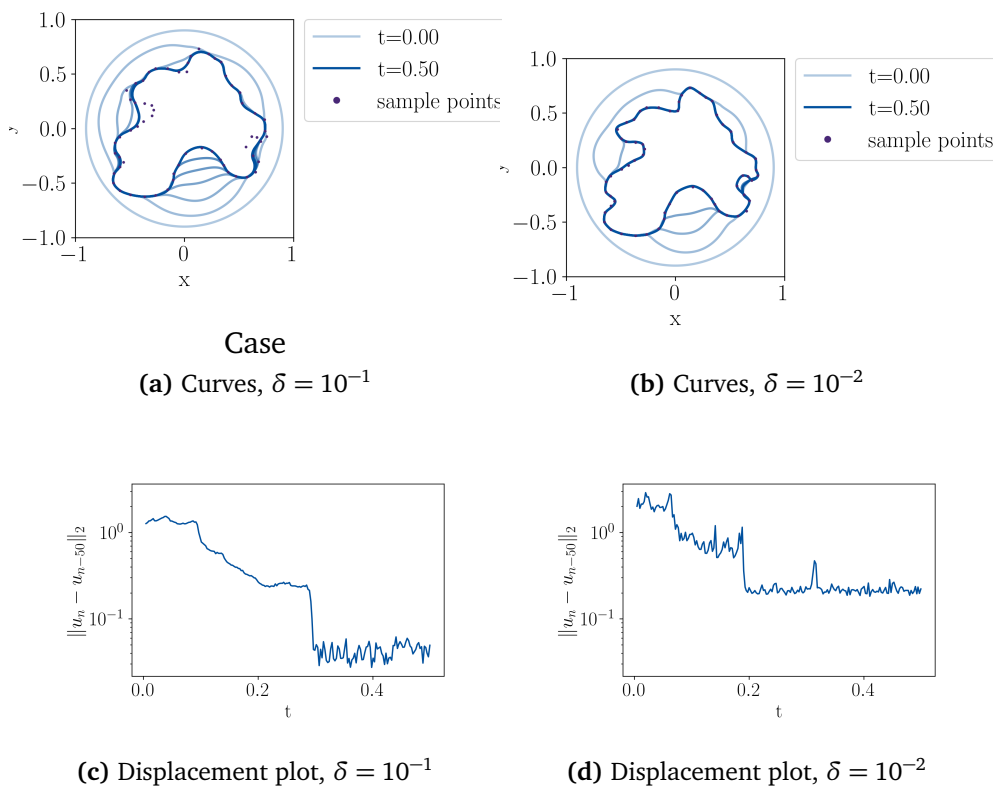 1.0
0.5
0.0
−0.5
−1.0
y
−1
0
1
x
t=0.00
t=0.50
sample points
Case
(a) Curves, δ = 10⁻¹
1.0
0.5
0.0
−0.5
−1.0
y
−1
0
1
x
t=0.00
t=0.50
sample points
(b) Curves, δ = 10⁻²
‖uₙ − uₙ₋₅₀‖₂
10⁰
10⁻¹
0.0
0.2
0.4
t
(c) Displacement plot, δ = 10⁻¹
‖uₙ − uₙ₋₅₀‖₂
10⁰
10⁻¹
0.0
0.2
0.4
t
(d) Displacement plot, δ = 10⁻²